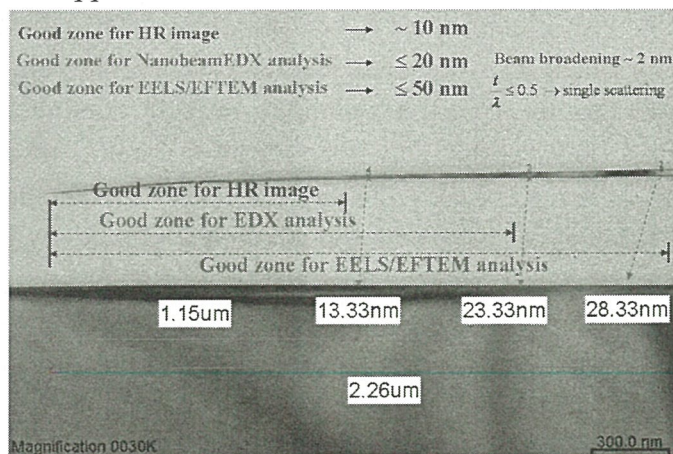 Good zone for HR image → ~ 10 nm
Good zone for NanobeamEDX analysis → ≤ 20 nm Beam broadening ~ 2 nm
Good zone for EELS/EFTEM analysis → ≤ 50 nm t/λ ≤ 0.5 → single scattering
Good zone for HR image
Good zone for EDX analysis
Good zone for EELS/EFTEM analysis
1.15um 13.33nm 23.33nm 28.33nm
2.26um
Magnification 0030K 300.0 nm